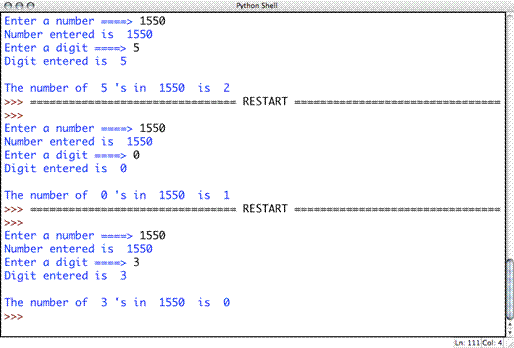 Python Shell
Enter a number ====> 1550
Number entered is  1550
Enter a digit ====> 5
Digit entered is  5
The number of  5 's in  1550  is  2
>>> ================================ RESTART ================================
>>>
Enter a number ====> 1550
Number entered is  1550
Enter a digit ====> 0
Digit entered is  0
The number of  0 's in  1550  is  1
>>> ================================ RESTART ================================
>>>
Enter a number ====> 1550
Number entered is  1550
Enter a digit ====> 3
Digit entered is  3
The number of  3 's in  1550  is  0
>>>
Ln: 111 Col: 4